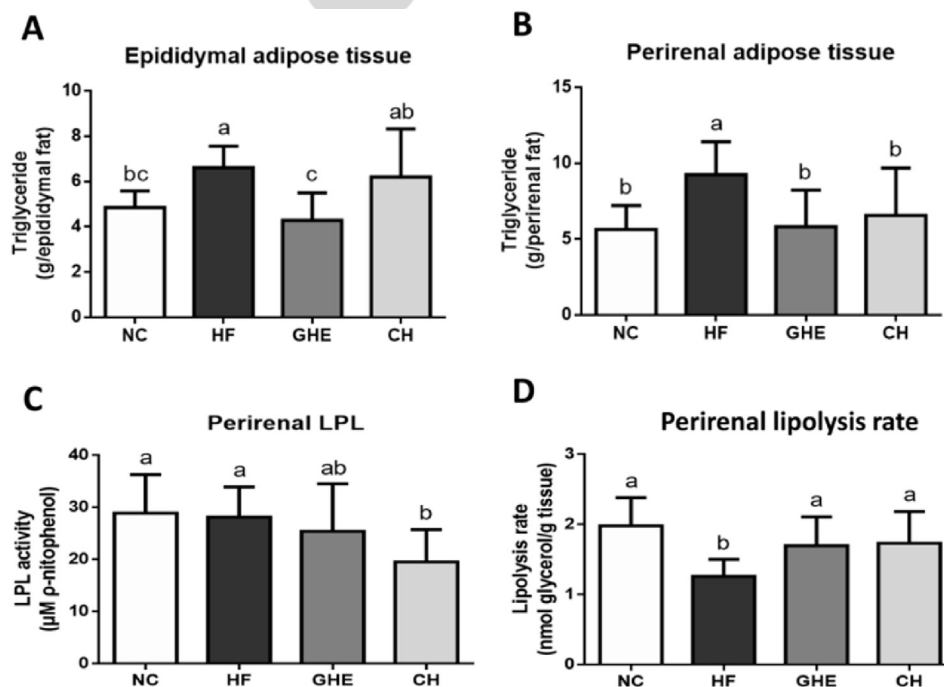 A
Epididymal adipose tissue
Triglyceride
(g/epididymal fat)
10
8
6
4
2
0
bc
a
c
ab
NC HF GHE CH
B
Perirenal adipose tissue
Triglyceride
(g/perirenal fat)
15
10
5
0
b
a
b
b
NC HF GHE CH
C
Perirenal LPL
LPL activity
(µM ρ-nitophenol)
40
30
20
10
0
a
a
ab
b
NC HF GHE CH
D
Perirenal lipolysis rate
Lipolysis rate
(nmol glycerol/g tissue)
3
2
1
0
a
b
a
a
NC HF GHE CH